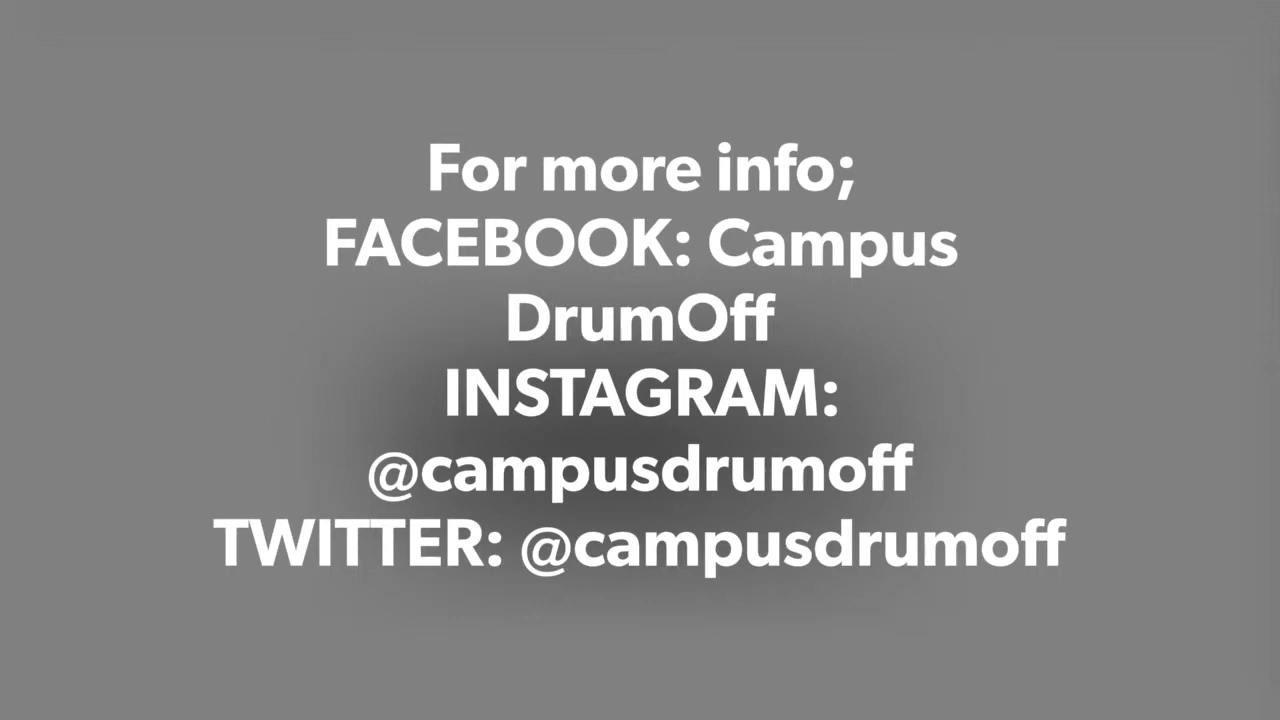 For more info;
FACEBOOK: Campus
DrumOff
INSTAGRAM:
@campusdrumoff
TWITTER: @campusdrumoff